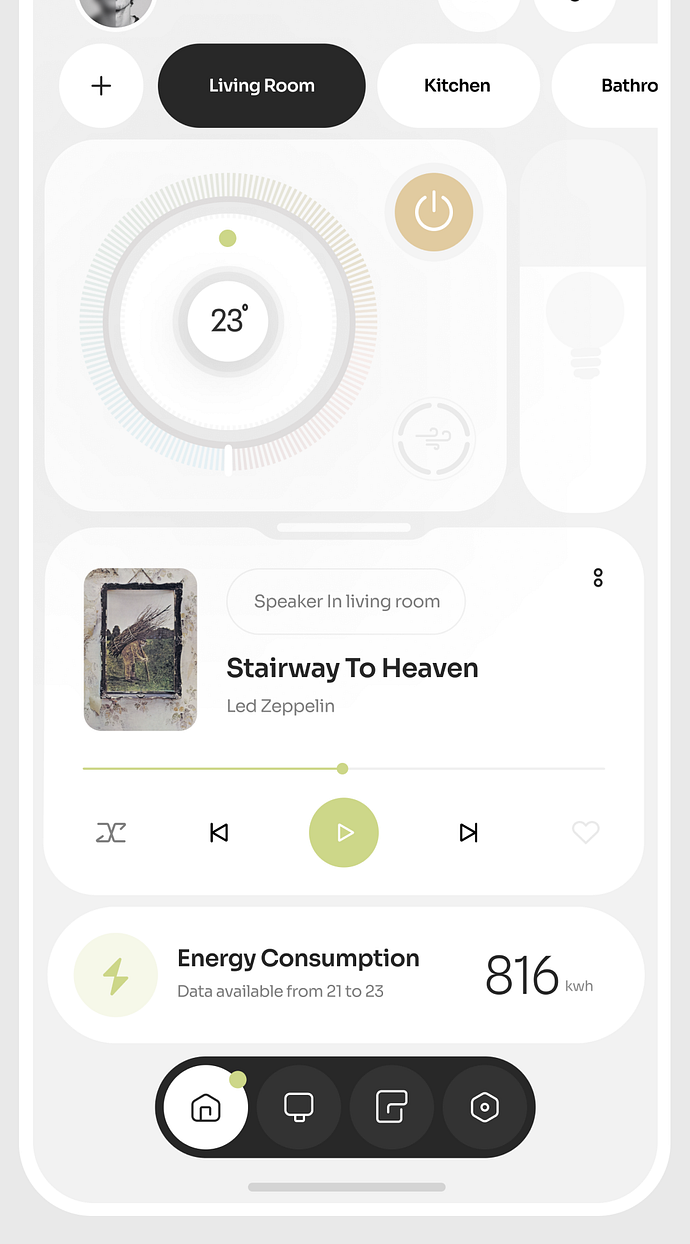 Living Room
Kitchen
Bathro
23°
Speaker In living room
Stairway To Heaven
Led Zeppelin
Energy Consumption
Data available from 21 to 23
816 kwh